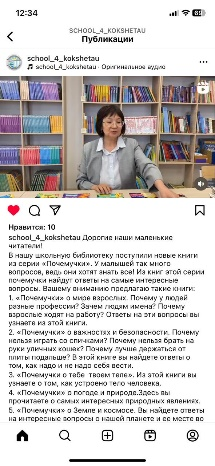 12:34
89
SCHOOL_4_KOKSHETAU
Публикации
school_4_kokshetau
school_4_kokshetau · Оригинальное аудио
Нравится: 10
school_4_kokshetau Дорогие наши маленькие
читатели!
В нашу школьную библиотеку поступили новые книги
из серии «Почемучки». У малышей так много
вопросов, ведь они хотят знать все! Из книг этой серии
почемучки найдут ответы на самые интересные
вопросы. Вашему вниманию предлагаю такие книги:
1. «Почемучки» о мире взрослых. Почему у людей
разные профессии? Зачем людям имена? Почему
взрослые ходят на работу? Ответы на эти вопросы вы
узнаете из этой книги.
2. «Почемучки» о важностях и безопасности. Почему
нельзя играть со спичками? Почему нельзя брать на
руки уличных кошек? Почему лучше держаться от
плиты подальше? В этой книге вы найдете ответы о
том, как надо и не надо себя вести.
3. «Почемучки о тебе твоем теле». Из этой книги вы
узнаете о том, как устроено тело человека.
4. «Почемучки» о погоде и природе.Здесь вы
прочитаете о самых интересных природных явлениях.
5. «Почемучки» о Земле и космосе. Вы найдете ответы
на интересные вопросы о нашей планете и ее месте во